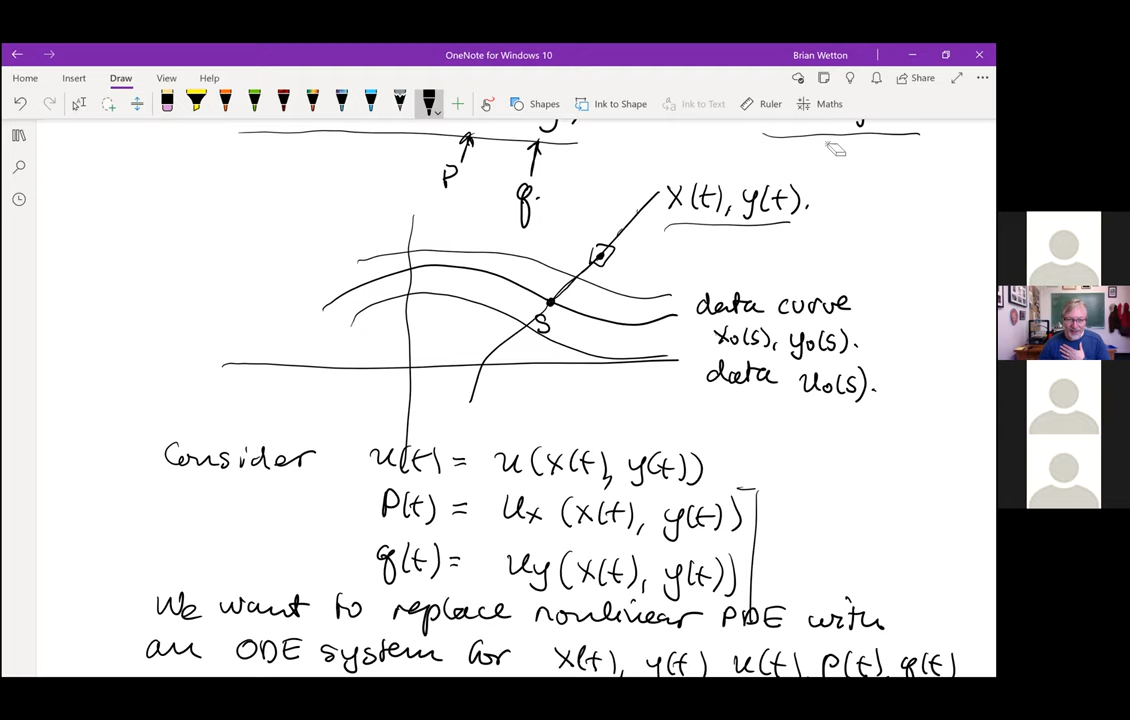 OneNote for Windows 10
Brian Wetton
Home Insert Draw View Help
Share
Shapes Ink to Shape Ink to Text Ruler Maths
P
q.
x(t), y(t).
S
data curve
x0(s), y0(s).
data u0(s).
Consider u(t) = u(x(t), y(t))
P(t) = ux (x(t), y(t))
q(t) = uy (x(t), y(t))
We want to replace nonlinear PDE with
an ODE system for x(t), y(t), u(t), P(t), q(t)